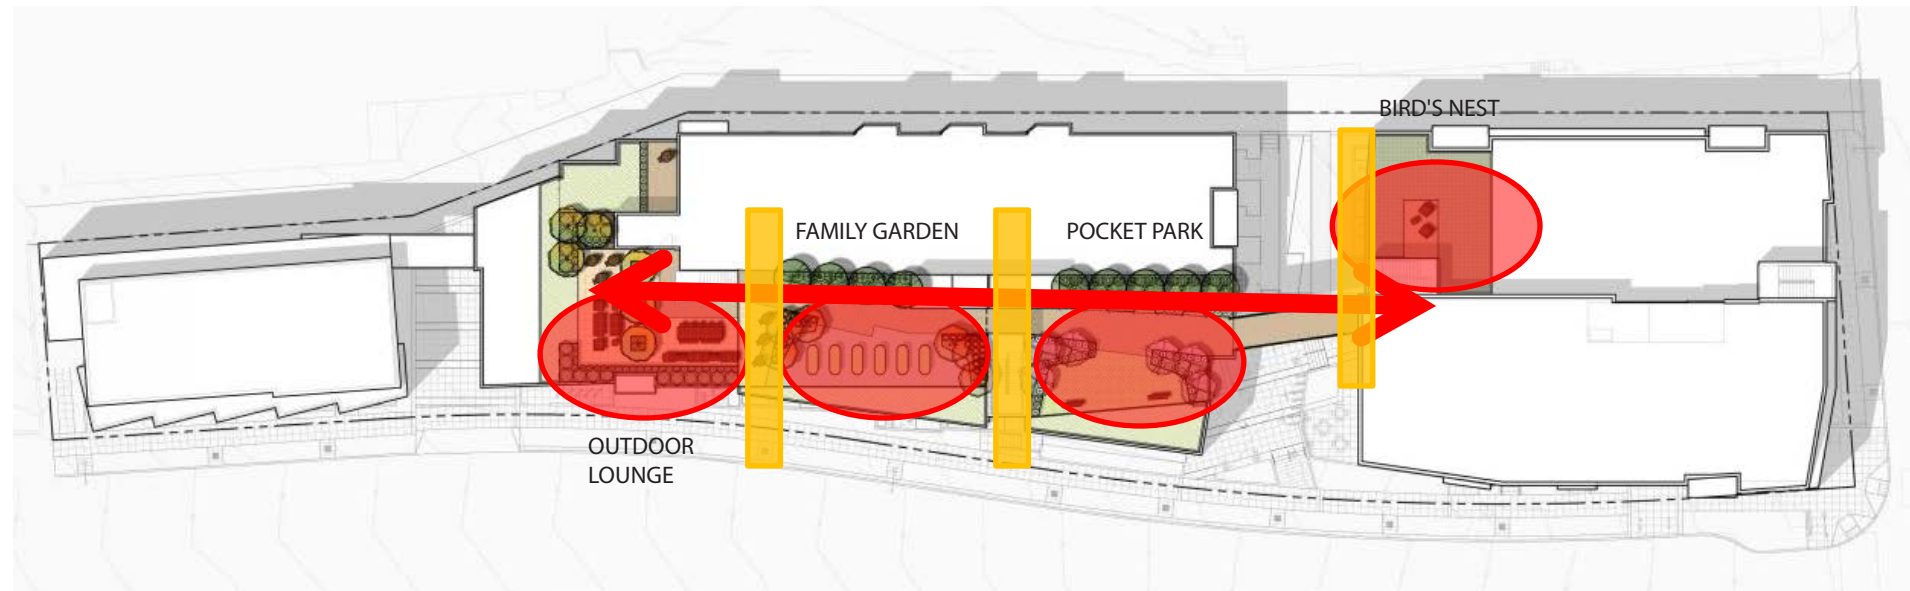 BIRD'S NEST
FAMILY GARDEN
POCKET PARK
OUTDOOR
LOUNGE